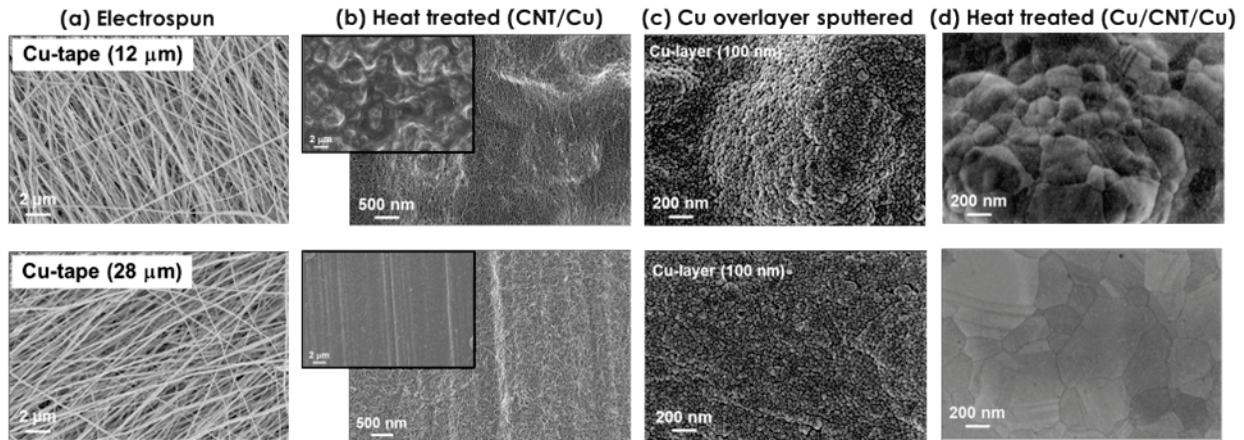 (a) Electrospun
(b) Heat treated (CNT/Cu)
(c) Cu overlayer sputtered
(d) Heat treated (Cu/CNT/Cu)
Cu-tape (12 μm)
2 μm
2 μm
500 nm
Cu-layer (100 nm)
200 nm
200 nm
Cu-tape (28 μm)
2 μm
2 μm
500 nm
Cu-layer (100 nm)
200 nm
200 nm